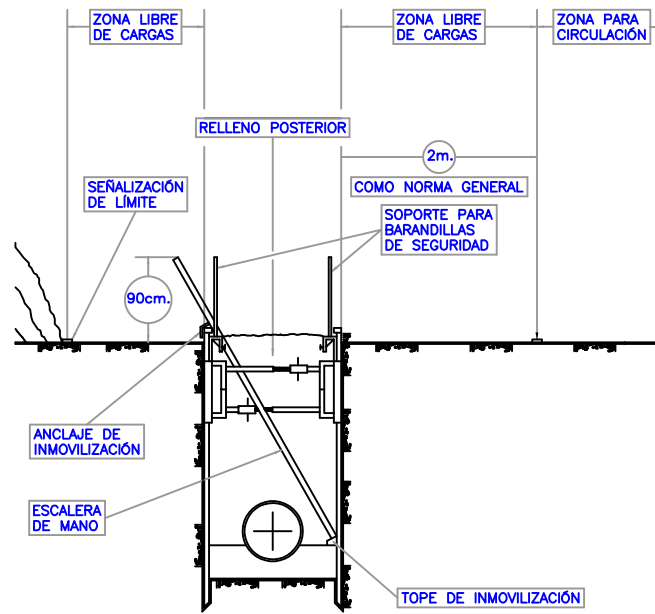 ZONA LIBRE
DE CARGAS
ZONA LIBRE
DE CARGAS
ZONA PARA
CIRCULACIÓN
RELLENO POSTERIOR
2m.
COMO NORMA GENERAL
SEÑALIZACIÓN
DE LÍMITE
SOPORTE PARA
BARANDILLAS
DE SEGURIDAD
90cm.
ANCLAJE DE
INMOVILIZACIÓN
ESCALERA
DE MANO
TOPE DE INMOVILIZACIÓN